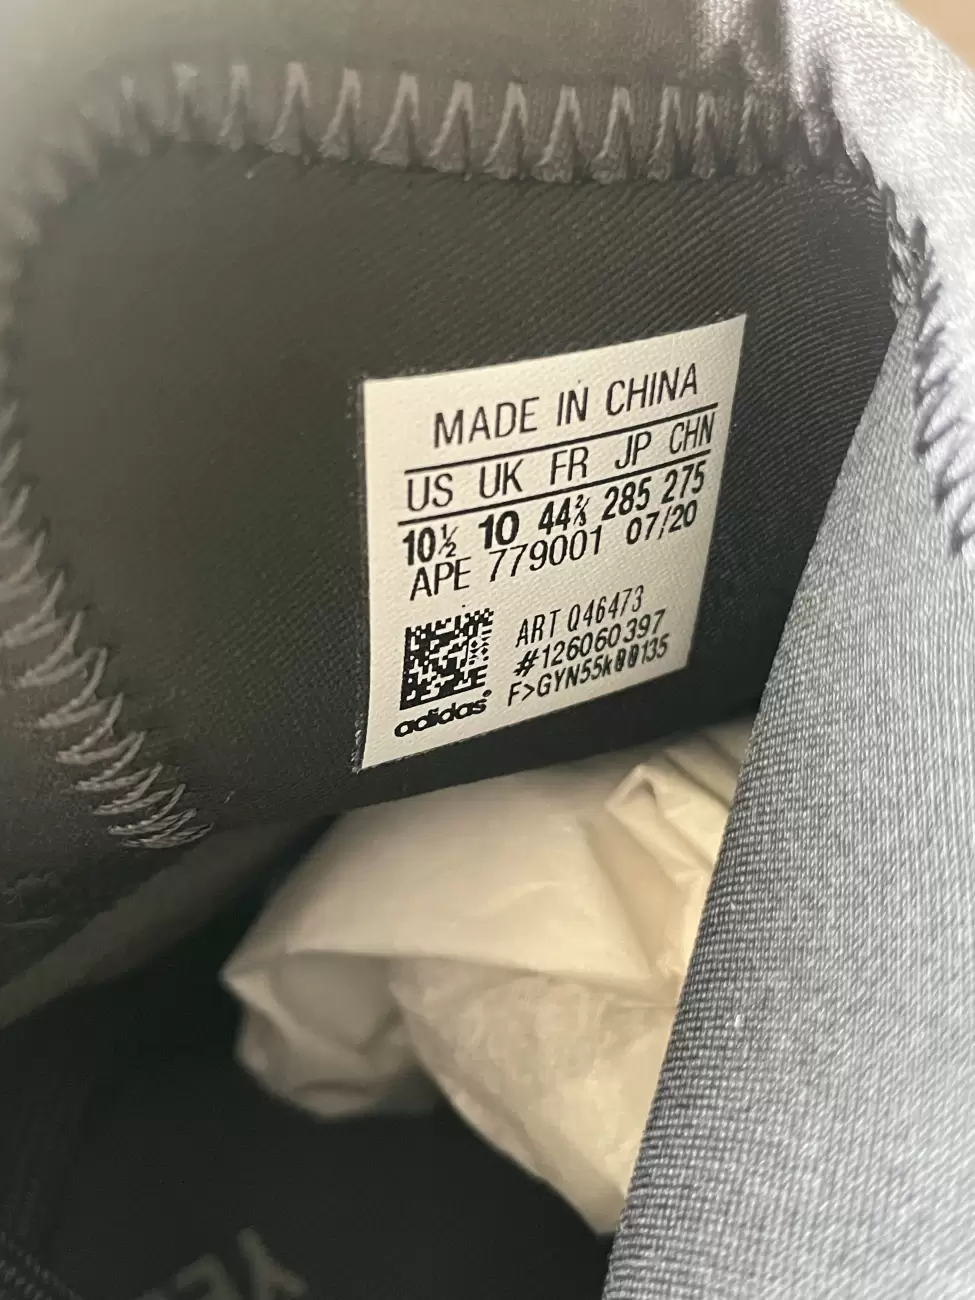 MADE IN CHINA
US UK FR JP CHN
10½ 10 44⅔ 285 275
APE 779001 07/20
ART Q46473
#126060397
adidas®
YE